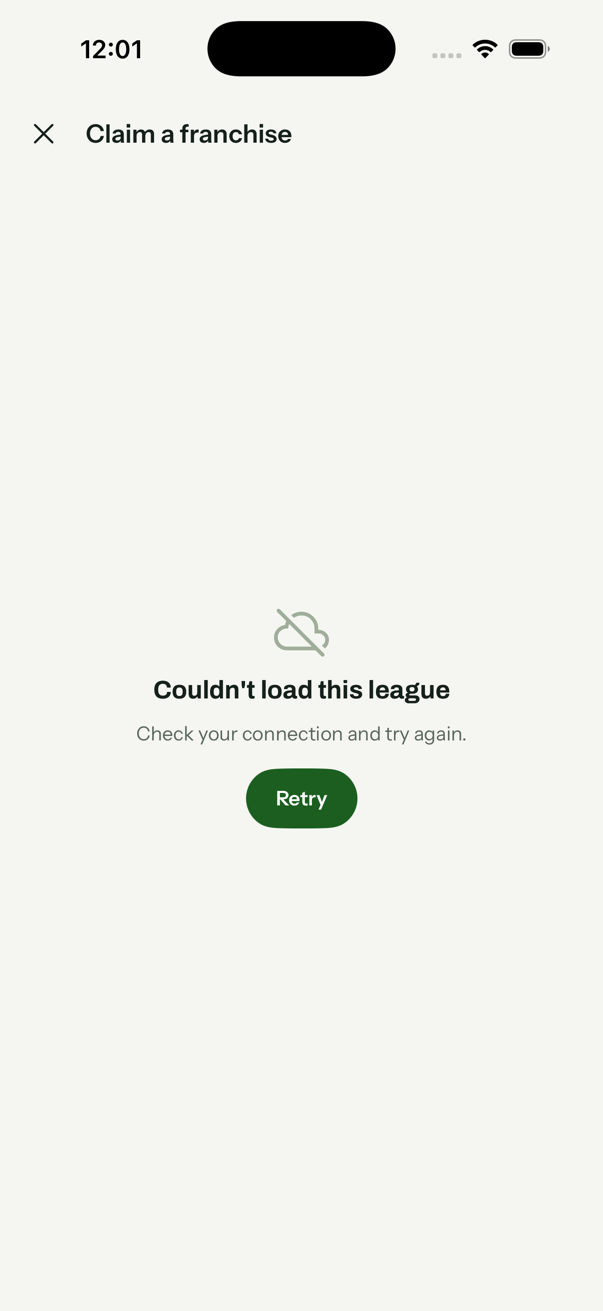 12:01
Claim a franchise
Couldn't load this league
Check your connection and try again.
Retry